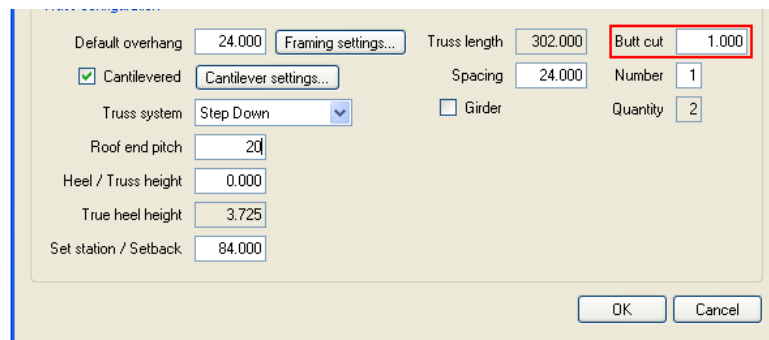 Default overhang 24.000 Framing settings... Truss length 302.000 Butt cut 1.000
Cantilevered Cantilever settings... Spacing 24.000 Number 1
Truss system Step Down Girder Quantity 2
Roof end pitch 20
Heel / Truss height 0.000
True heel height 3.725
Set station / Setback 84.000
OK Cancel